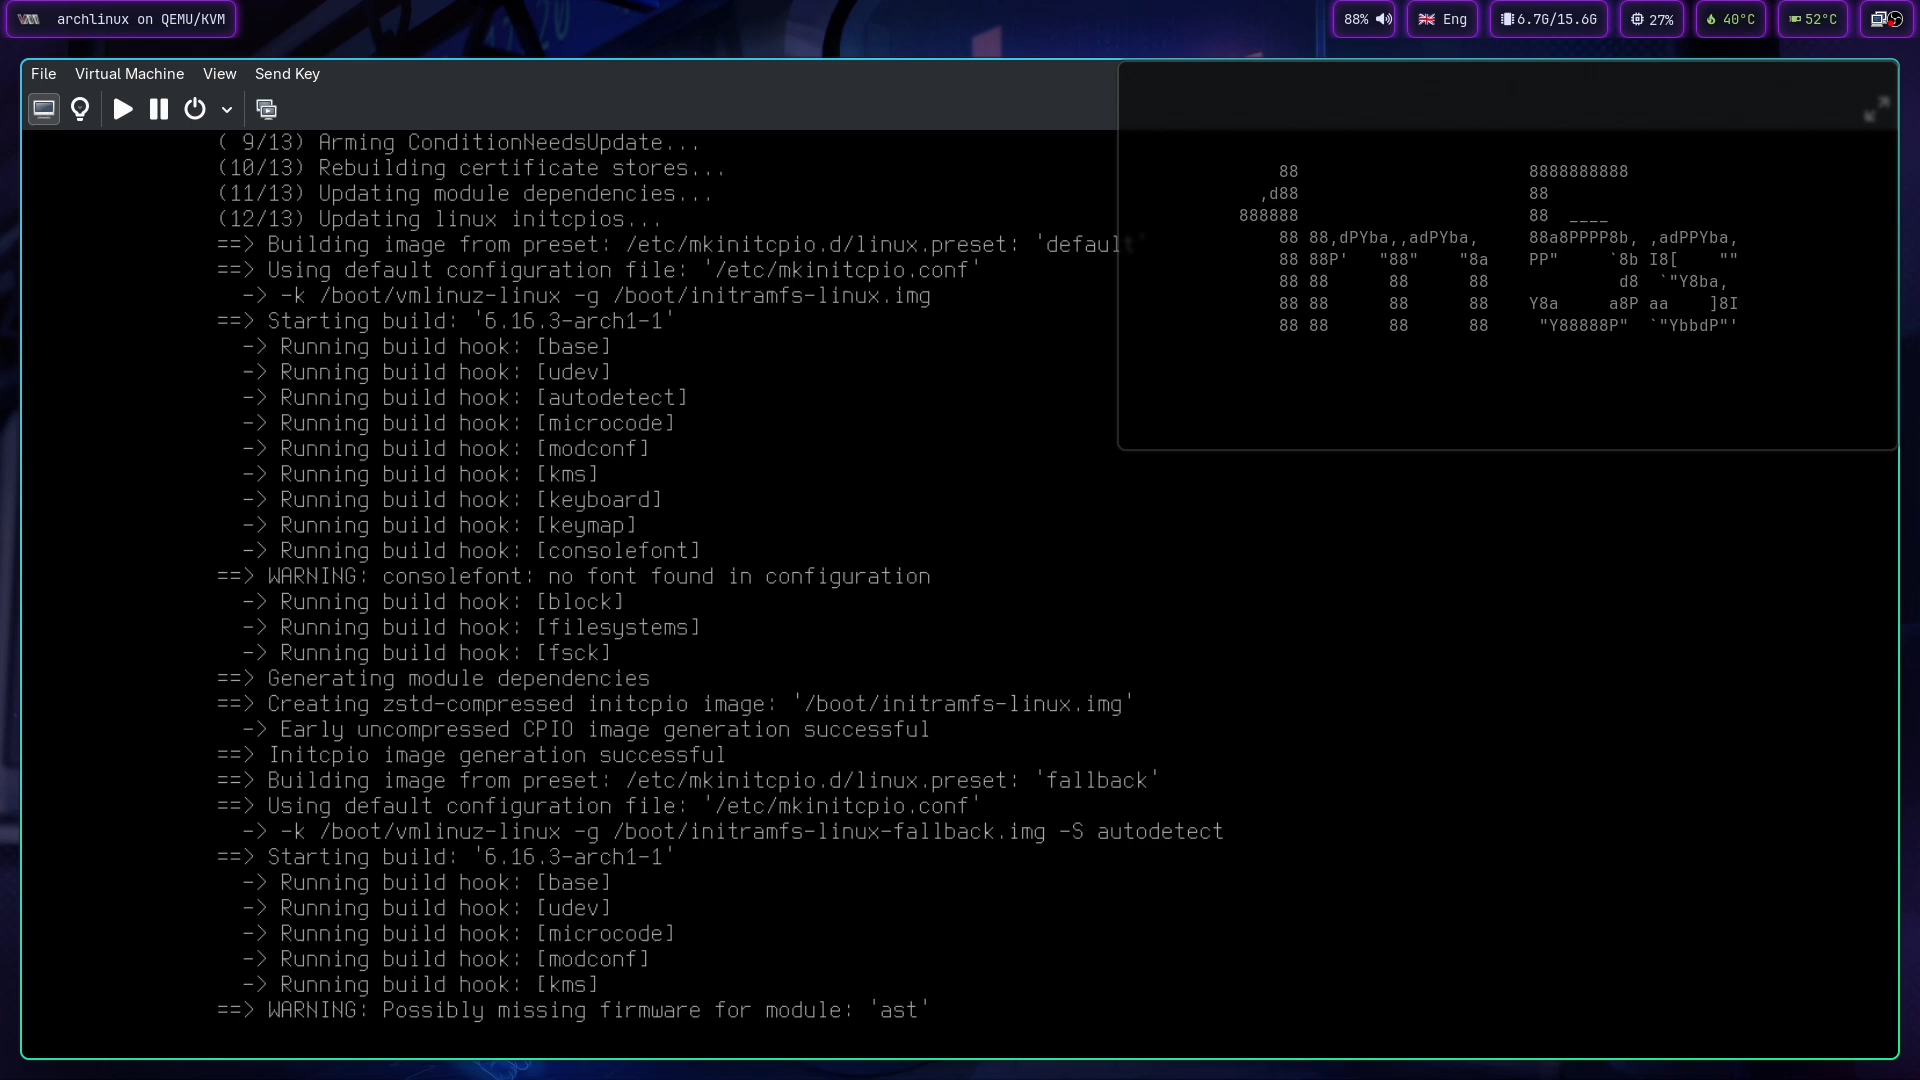 archlinux on QEMU/KVM
88%
Eng
6.7G/15.6G
27%
40°C
52°C
File Virtual Machine View Send Key
( 9/13) Arming ConditionNeedsUpdate...
(10/13) Rebuilding certificate stores...
(11/13) Updating module dependencies...
(12/13) Updating linux initcpios...
==> Building image from preset: /etc/mkinitcpio.d/linux.preset: 'default'
==> Using default configuration file: '/etc/mkinitcpio.conf'
-> -k /boot/vmlinuz-linux -g /boot/initramfs-linux.img
==> Starting build: '6.16.3-arch1-1'
-> Running build hook: [base]
-> Running build hook: [udev]
-> Running build hook: [autodetect]
-> Running build hook: [microcode]
-> Running build hook: [modconf]
-> Running build hook: [kms]
-> Running build hook: [keyboard]
-> Running build hook: [keymap]
-> Running build hook: [consolefont]
==> WARNING: consolefont: no font found in configuration
-> Running build hook: [block]
-> Running build hook: [filesystems]
-> Running build hook: [fsck]
==> Generating module dependencies
==> Creating zstd-compressed initcpio image: '/boot/initramfs-linux.img'
-> Early uncompressed CPIO image generation successful
==> Initcpio image generation successful
==> Building image from preset: /etc/mkinitcpio.d/linux.preset: 'fallback'
==> Using default configuration file: '/etc/mkinitcpio.conf'
-> -k /boot/vmlinuz-linux -g /boot/initramfs-linux-fallback.img -S autodetect
==> Starting build: '6.16.3-arch1-1'
-> Running build hook: [base]
-> Running build hook: [udev]
-> Running build hook: [microcode]
-> Running build hook: [modconf]
-> Running build hook: [kms]
==> WARNING: Possibly missing firmware for module: 'ast'
1m 5s